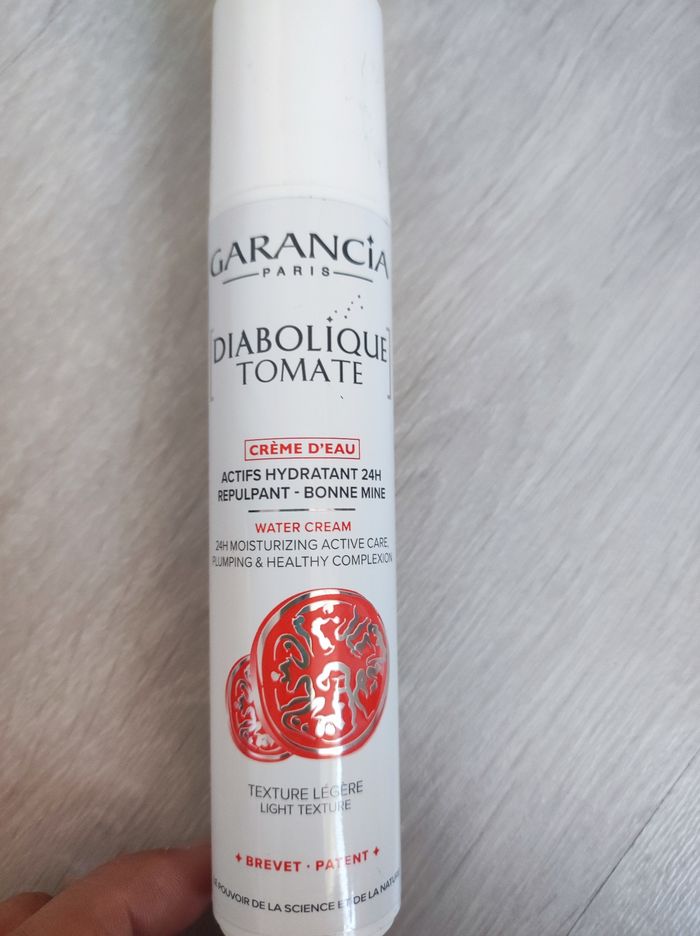 GARANCiA
PARIS
DIABOLIQUE
TOMATE
CRÈME D'EAU
ACTIFS HYDRATANT 24H
REPULPANT - BONNE MINE
WATER CREAM
24H MOISTURIZING ACTIVE CARE,
PLUMPING & HEALTHY COMPLEXION
TEXTURE LÉGÈRE
LIGHT TEXTURE
BREVET · PATENT
LE POUVOIR DE LA SCIENCE ET DE LA NATURE